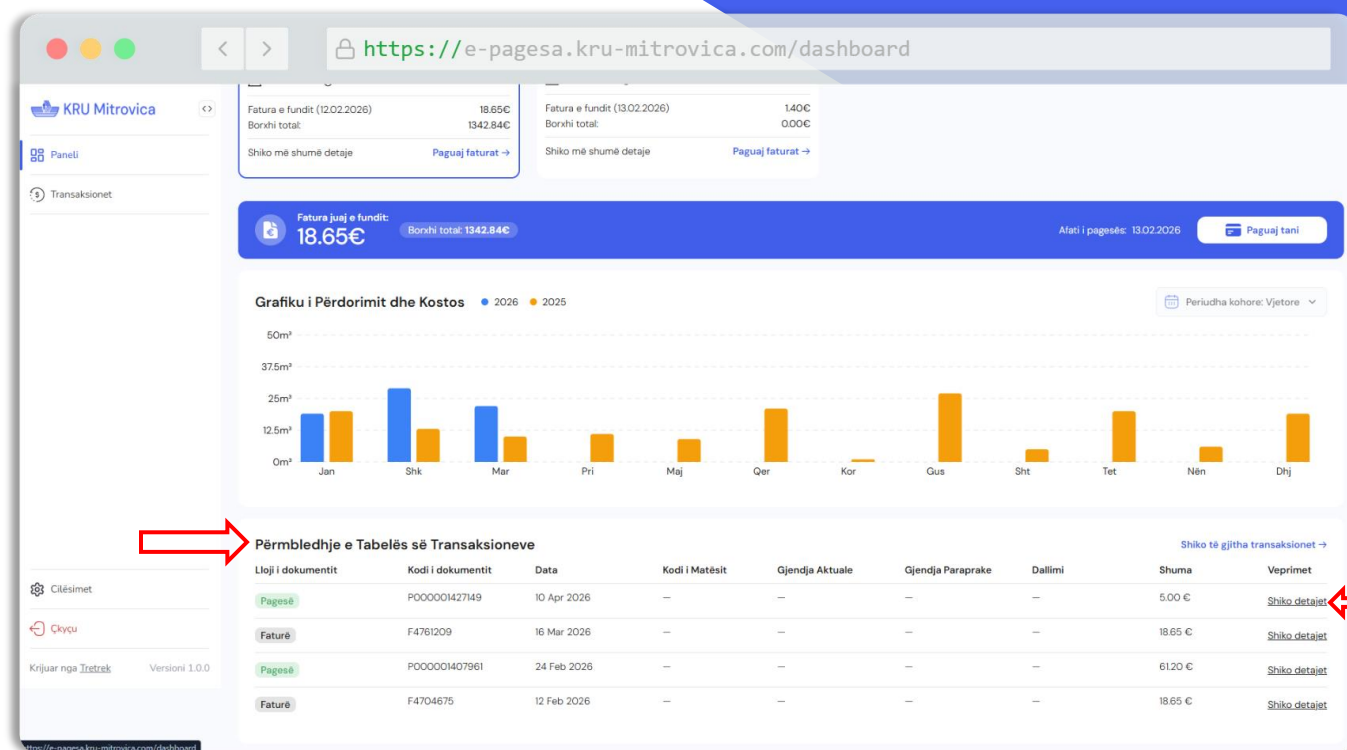 https://e-pagesa.kru-mitrovica.com/dashboard
KRU Mitrovica
Paneli
Transaksionet
Fatura e fundit (12.02.2026) 18.65€
Borxhi total: 1342.84€
Shiko më shumë detaje Paguaj faturat →
Fatura e fundit (13.02.2026) 1.40€
Borxhi total: 0.00€
Shiko më shumë detaje Paguaj faturat →
Fatura juaj e fundit:
18.65€ Borxhi total: 1342.84€ Afati i pagesës: 13.02.2026 Paguaj tani
Grafiku i Përdorimit dhe Kostos 2026 2025 Periudha kohore: Vjetore
50m³
37.5m³
25m³
12.5m³
0m³
Jan Shk Mar Pri Maj Qer Kor Gus Sht Tet Nën Dhj
Përmbledhje e Tabelës së Transaksioneve Shiko të gjitha transaksionet →
Lloji i dokumentit Kodi i dokumentit Data Kodi i Matësit Gjendja Aktuale Gjendja Paraprake Dallimi Shuma Veprimet
Pagesë P000001427149 10 Apr 2026 — — — — 5.00 € Shiko detajet
Faturë F4761209 16 Mar 2026 — — — — 18.65 € Shiko detajet
Pagesë P000001407961 24 Feb 2026 — — — — 61.20 € Shiko detajet
Faturë F4704675 12 Feb 2026 — — — — 18.65 € Shiko detajet
Cilësimet
Çkyçu
Krijuar nga Tretrek Versioni 1.0.0
https://e-pagesa.kru-mitrovica.com/dashboard